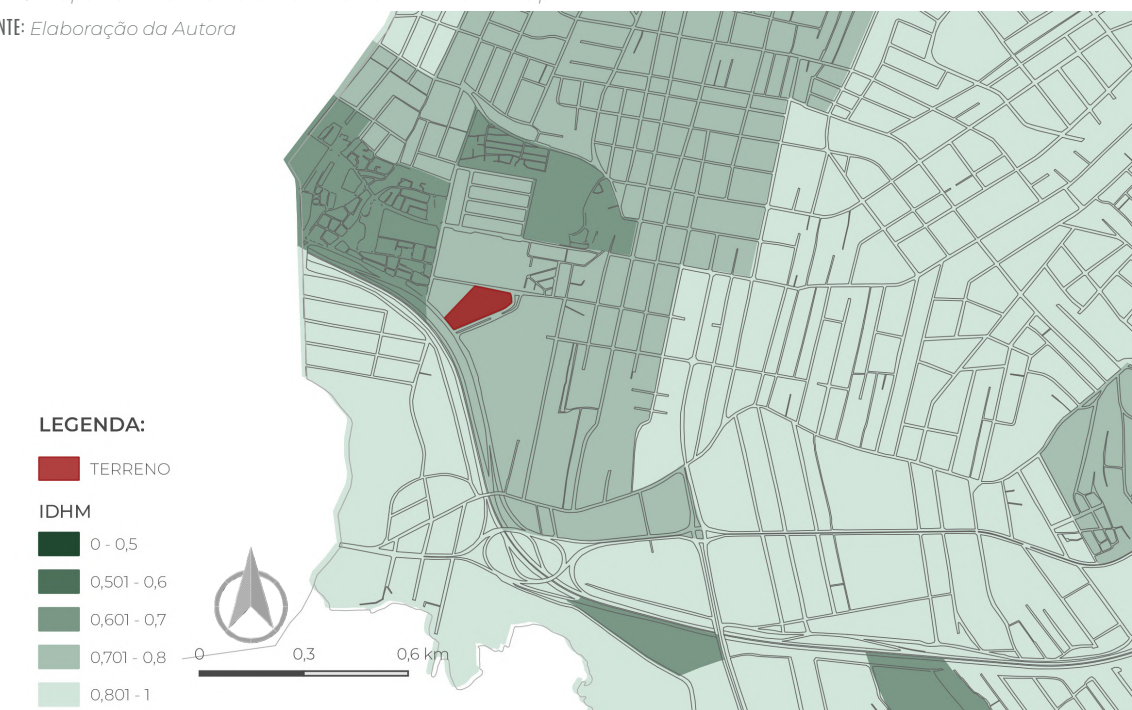 NTE: Elaboração da Autora
LEGENDA:
TERRENO
IDHM
0 - 0,5
0,501 - 0,6
0,601 - 0,7
0,701 - 0,8
0,801 - 1
0 0,3 0,6 km